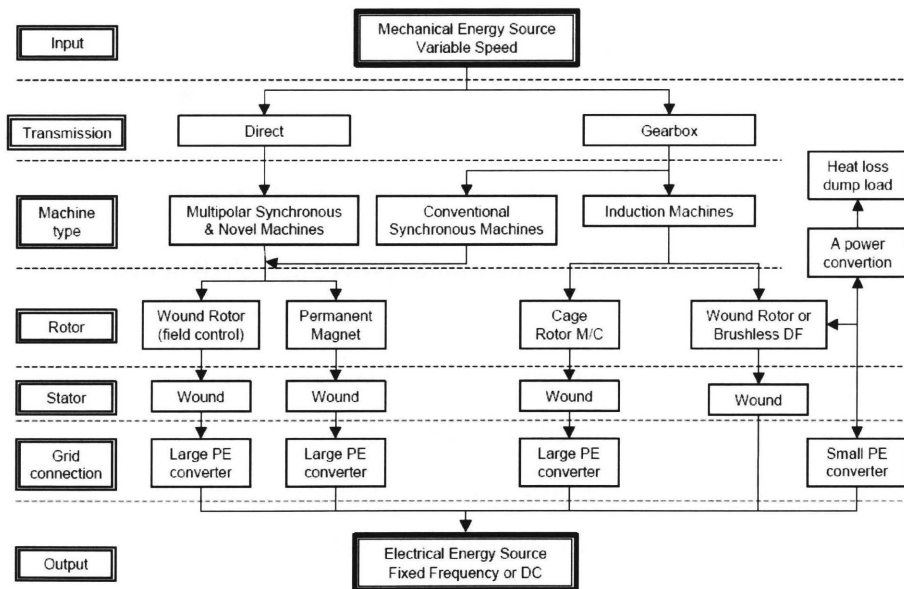 Input
Mechanical Energy Source
Variable Speed
Transmission
Direct
Gearbox
Heat loss
dump load
Machine
type
Multipolar Synchronous
& Novel Machines
Conventional
Synchronous Machines
Induction Machines
A power
convertion
Rotor
Wound Rotor
(field control)
Permanent
Magnet
Cage
Rotor M/C
Wound Rotor or
Brushless DF
Stator
Wound
Wound
Wound
Wound
Grid
connection
Large PE
converter
Large PE
converter
Large PE
converter
Small PE
converter
Output
Electrical Energy Source
Fixed Frequency or DC